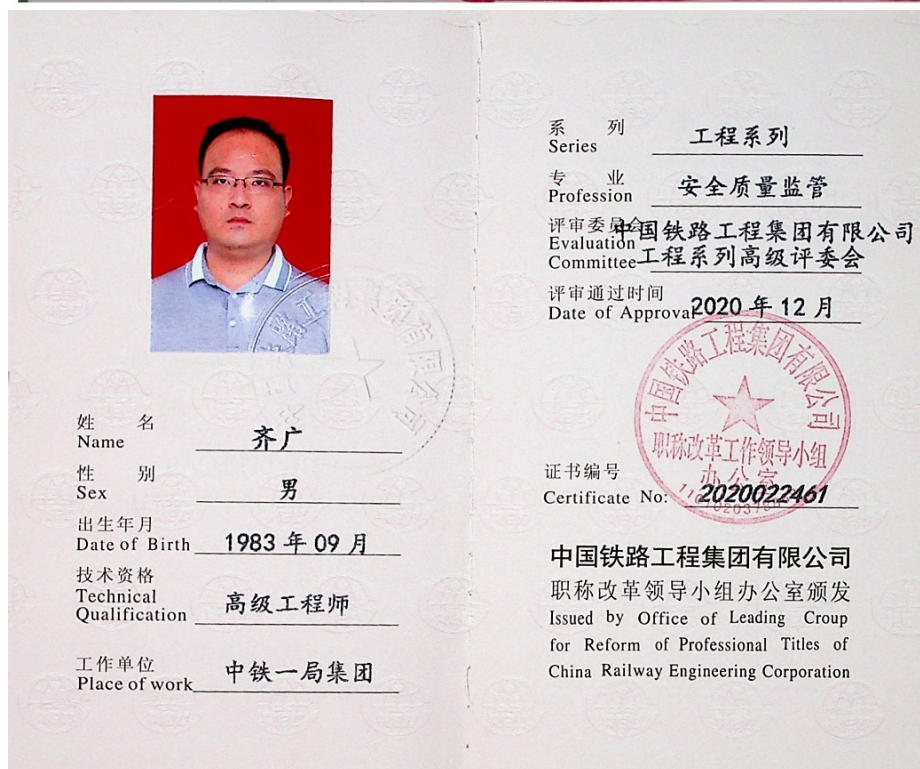 姓 名
Name 齐广
性 别
Sex 男
出生年月
Date of Birth 1983 年 09 月
技术资格
Technical
Qualification 高级工程师
工作单位
Place of work 中铁一局集团
系 列
Series 工程系列
专 业
Profession 安全质量监管
评审委员会
Evaluation
Committee
中国铁路工程集团有限公司
工程系列高级评委会
评审通过时间
Date of Approval 2020 年 12 月
中国铁路工程集团有限公司
职称改革工作领导小组
办公室
证书编号
Certificate No: 2020022461
中国铁路工程集团有限公司
职称改革领导小组办公室颁发
Issued by Office of Leading Croup
for Reform of Professional Titles of
China Railway Engineering Corporation